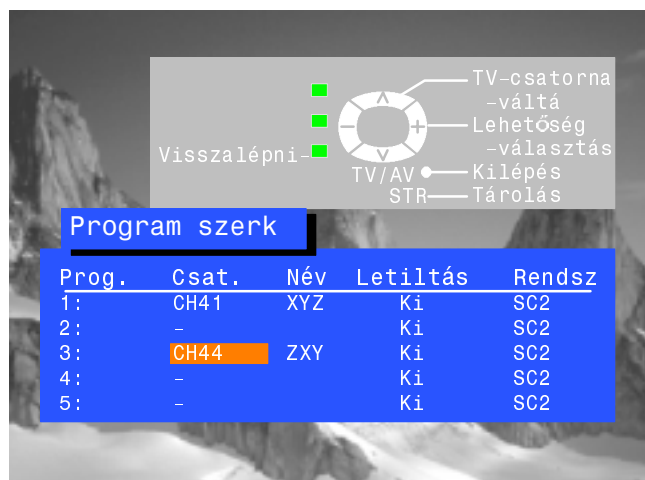 TV-csatorna
-váltá
Lehetőség
-választás
Visszalépni-
TV/AV Kilépés
STR Tárolás
Program szerk
Prog. Csat. Név Letiltás Rendsz
1: CH41 XYZ Ki SC2
2: - Ki SC2
3: CH44 ZXY Ki SC2
4: - Ki SC2
5: - Ki SC2